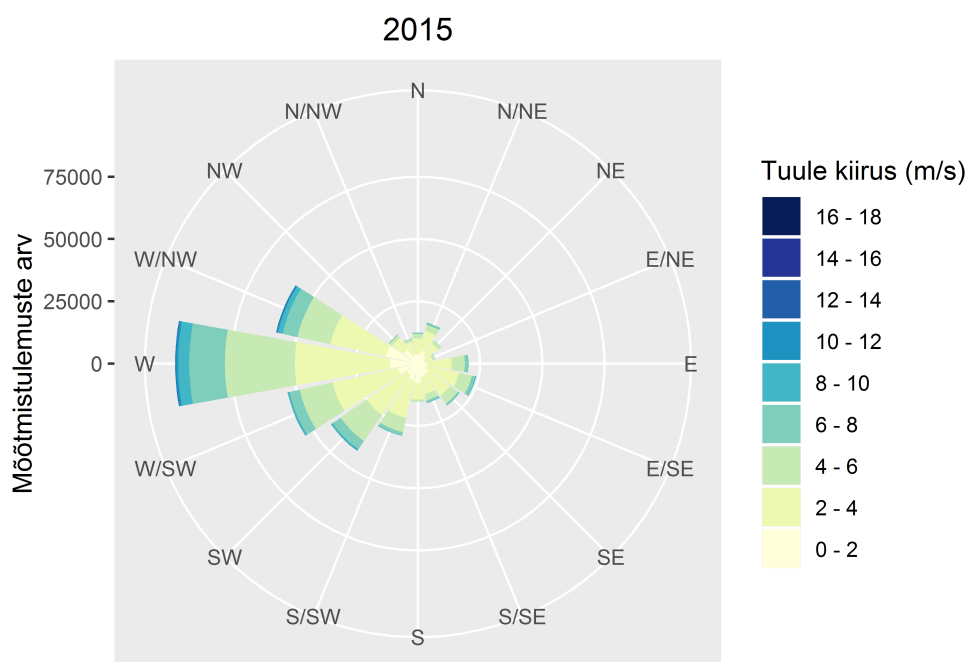 2015
N
N/NE
NE
E/NE
E
E/SE
SE
S/SE
S
S/SW
SW
W/SW
W
W/NW
NW
N/NW
75000
50000
25000
0
Mõõtmistulemuste arv
Tuule kiirus (m/s)
16 - 18
14 - 16
12 - 14
10 - 12
8 - 10
6 - 8
4 - 6
2 - 4
0 - 2